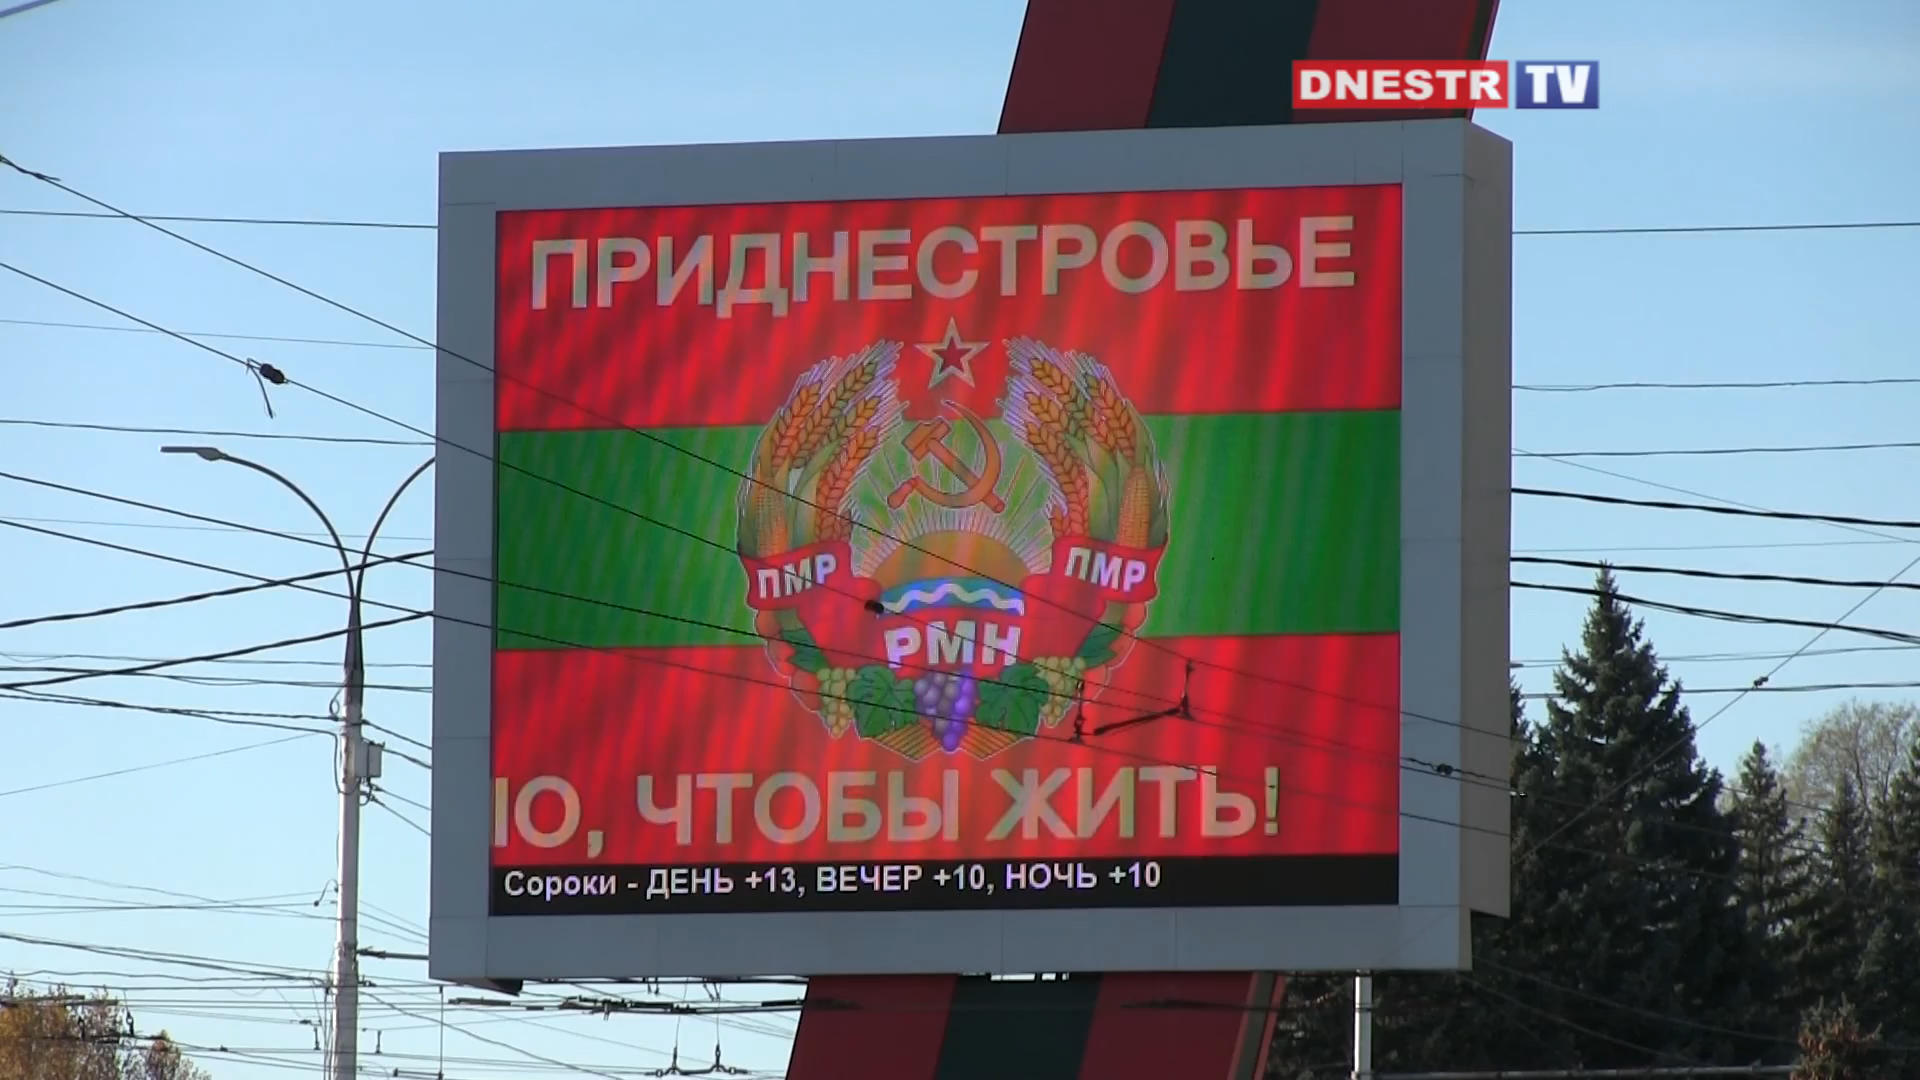 DNESTR TV
ПРИДНЕСТРОВЬЕ
ПМР ПМР
РМН
, ЧТОБЫ ЖИТЬ!
Сороки - ДЕНЬ +13, ВЕЧЕР +10, НОЧЬ +10